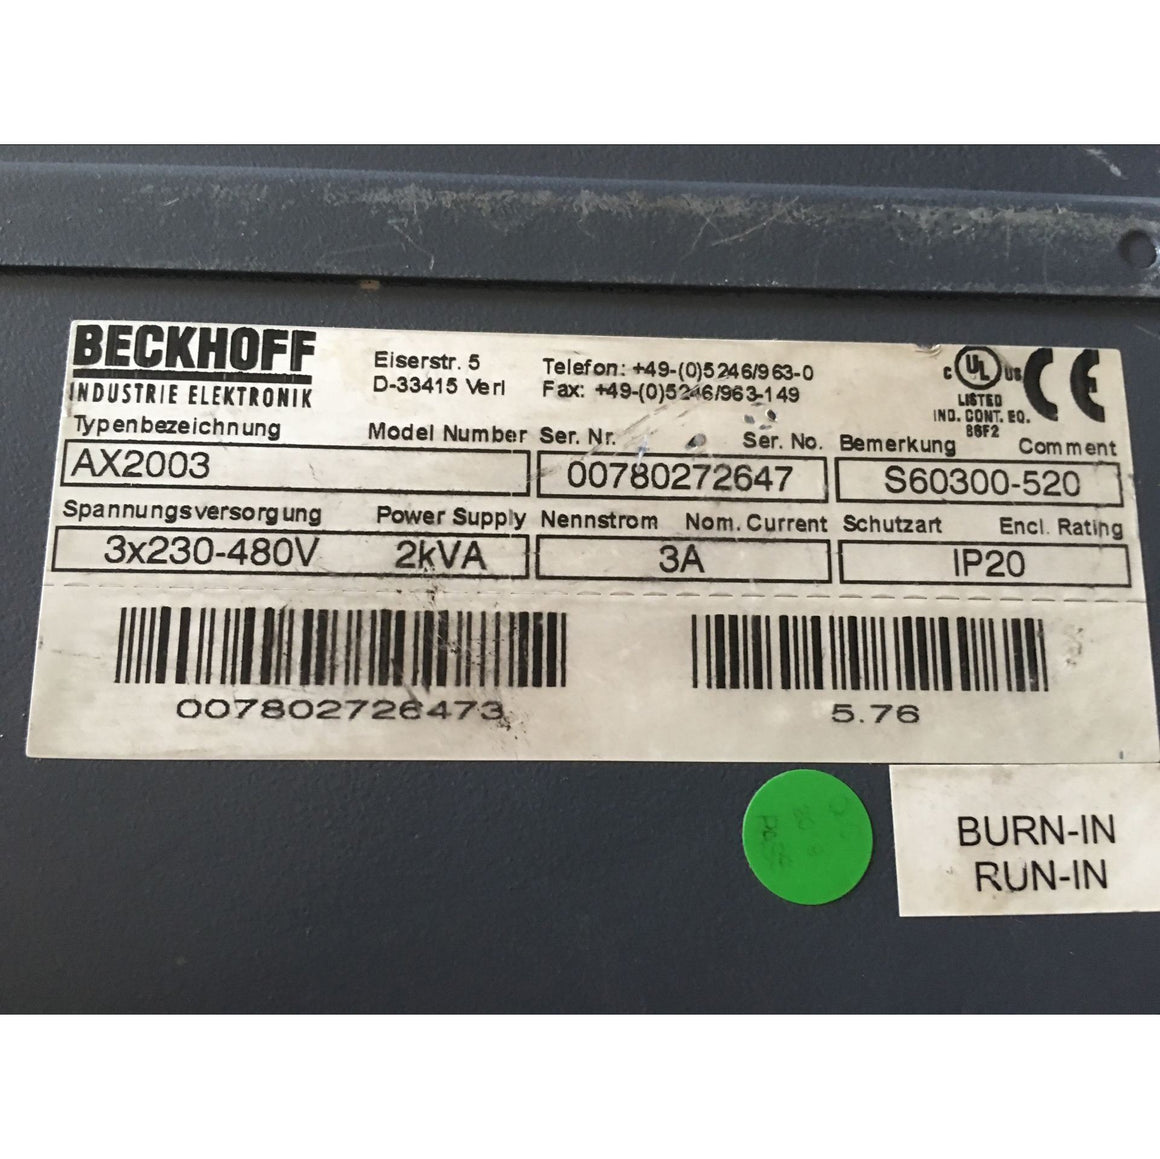 BECKHOFF
INDUSTRIE ELEKTRONIK
Eiserstr. 5
D-33415 Verl
Telefon: +49-(0)5246/963-0
Fax: +49-(0)5246/963-149
C UL US
LISTED
IND. CONT. EQ.
86F2
CE
Typenbezeichnung Model Number
AX2003
Ser. Nr. Ser. No.
00780272647
Bemerkung Comment
S60300-520
Spannungsversorgung Power Supply
3x230-480V 2kVA
Nennstrom Nom. Current
3A
Schutzart Encl. Rating
IP20
007802726473
5.76
BURN-IN
RUN-IN